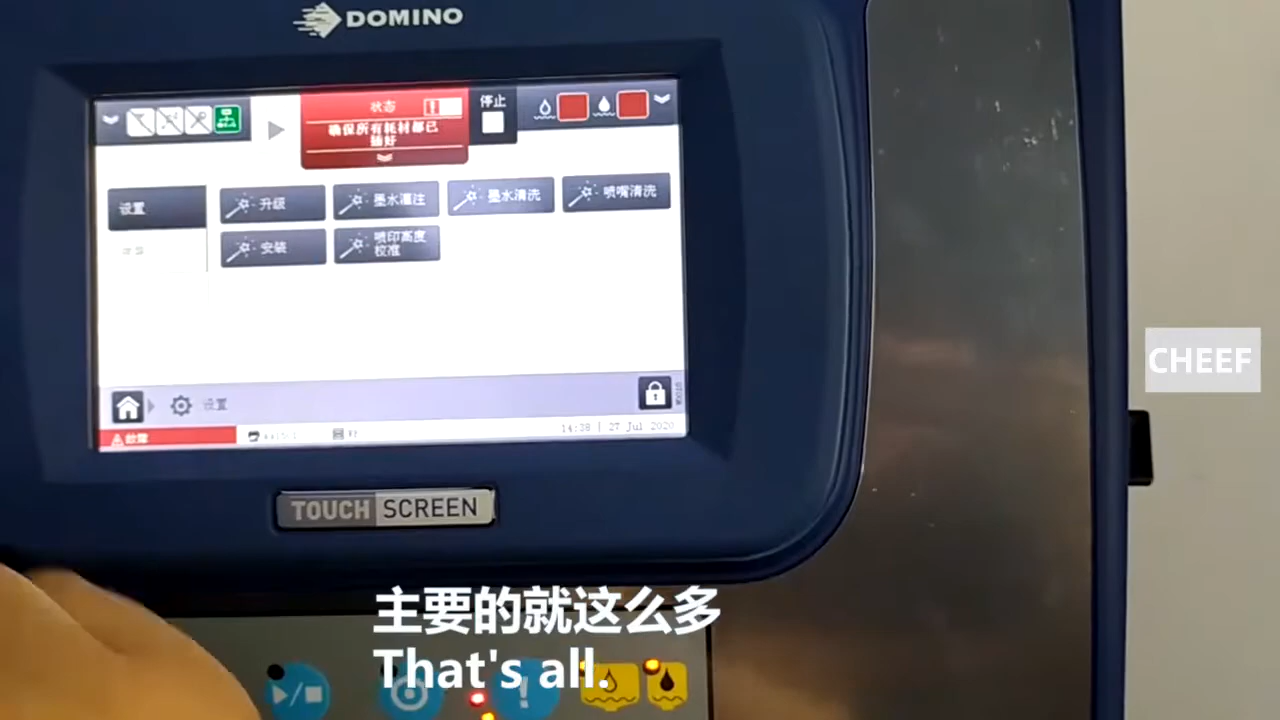 DOMINO
状态
停止
确保所有耗材都已
插好
设置
升级
墨水灌注
墨水清洗
喷嘴清洗
安装
喷印高度
校准
设置
故障
14:38 | 27 Jul 2020
TOUCH SCREEN
CHEEF
主要的就这么多
That's all.